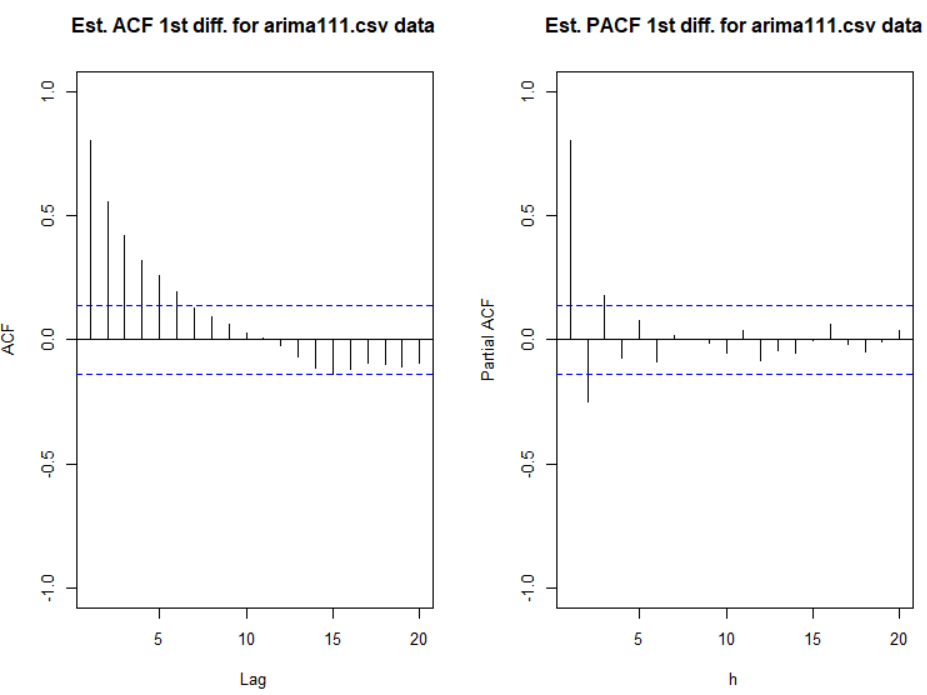 Est. ACF 1st diff. for arima111.csv data
ACF
1.0
0.5
0.0
-0.5
-1.0
5 10 15 20
Lag
Est. PACF 1st diff. for arima111.csv data
Partial ACF
1.0
0.5
0.0
-0.5
-1.0
5 10 15 20
h